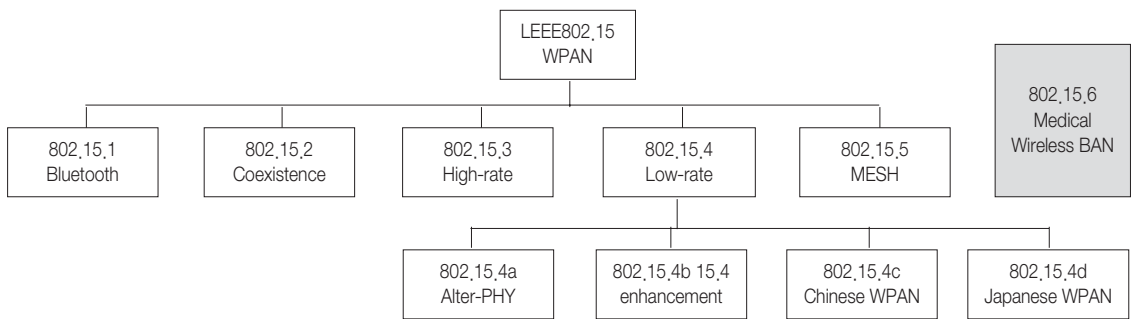 LEEE802.15
WPAN
802.15.6
Medical
Wireless BAN
802.15.1
Bluetooth
802.15.2
Coexistence
802.15.3
High-rate
802.15.4
Low-rate
802.15.5
MESH
802.15.4a
Alter-PHY
802.15.4b 15.4
enhancement
802.15.4c
Chinese WPAN
802.15.4d
Japanese WPAN